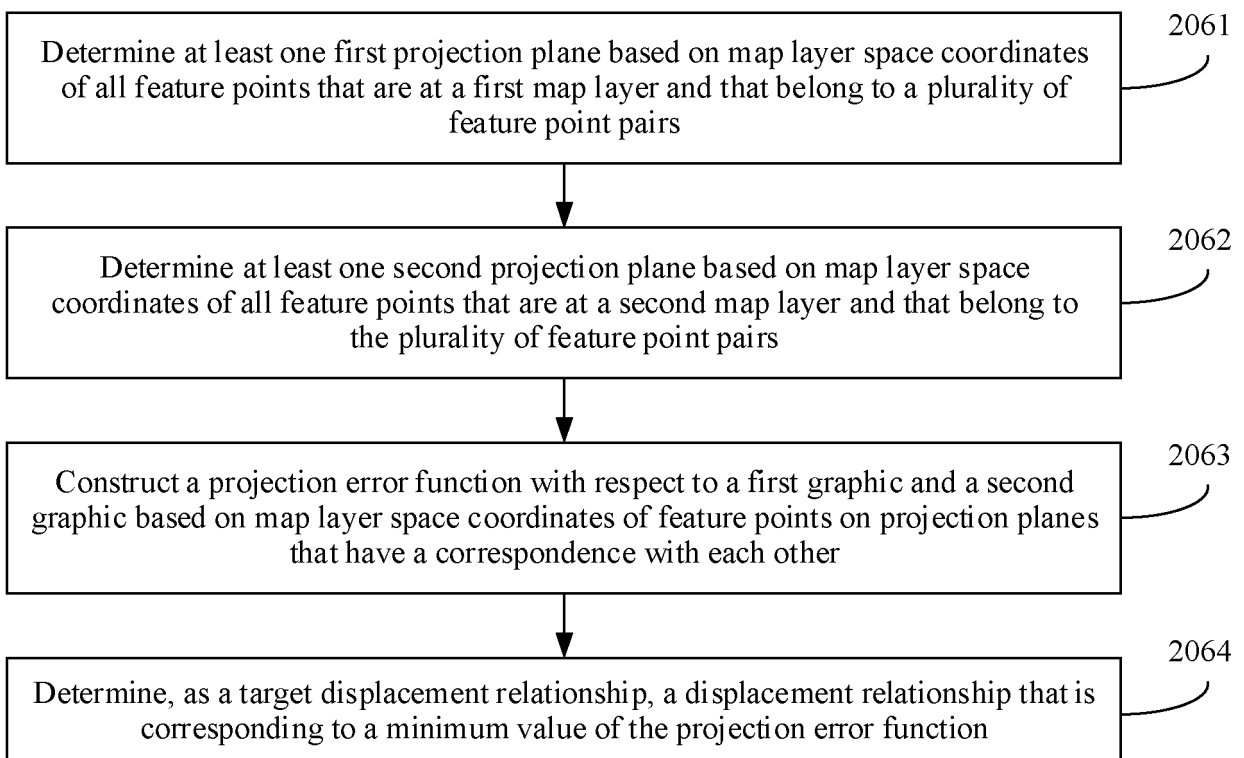 2061
Determine at least one first projection plane based on map layer space coordinates
of all feature points that are at a first map layer and that belong to a plurality of
feature point pairs
2062
Determine at least one second projection plane based on map layer space
coordinates of all feature points that are at a second map layer and that belong to
the plurality of feature point pairs
2063
Construct a projection error function with respect to a first graphic and a second
graphic based on map layer space coordinates of feature points on projection planes
that have a correspondence with each other
2064
Determine, as a target displacement relationship, a displacement relationship that is
corresponding to a minimum value of the projection error function